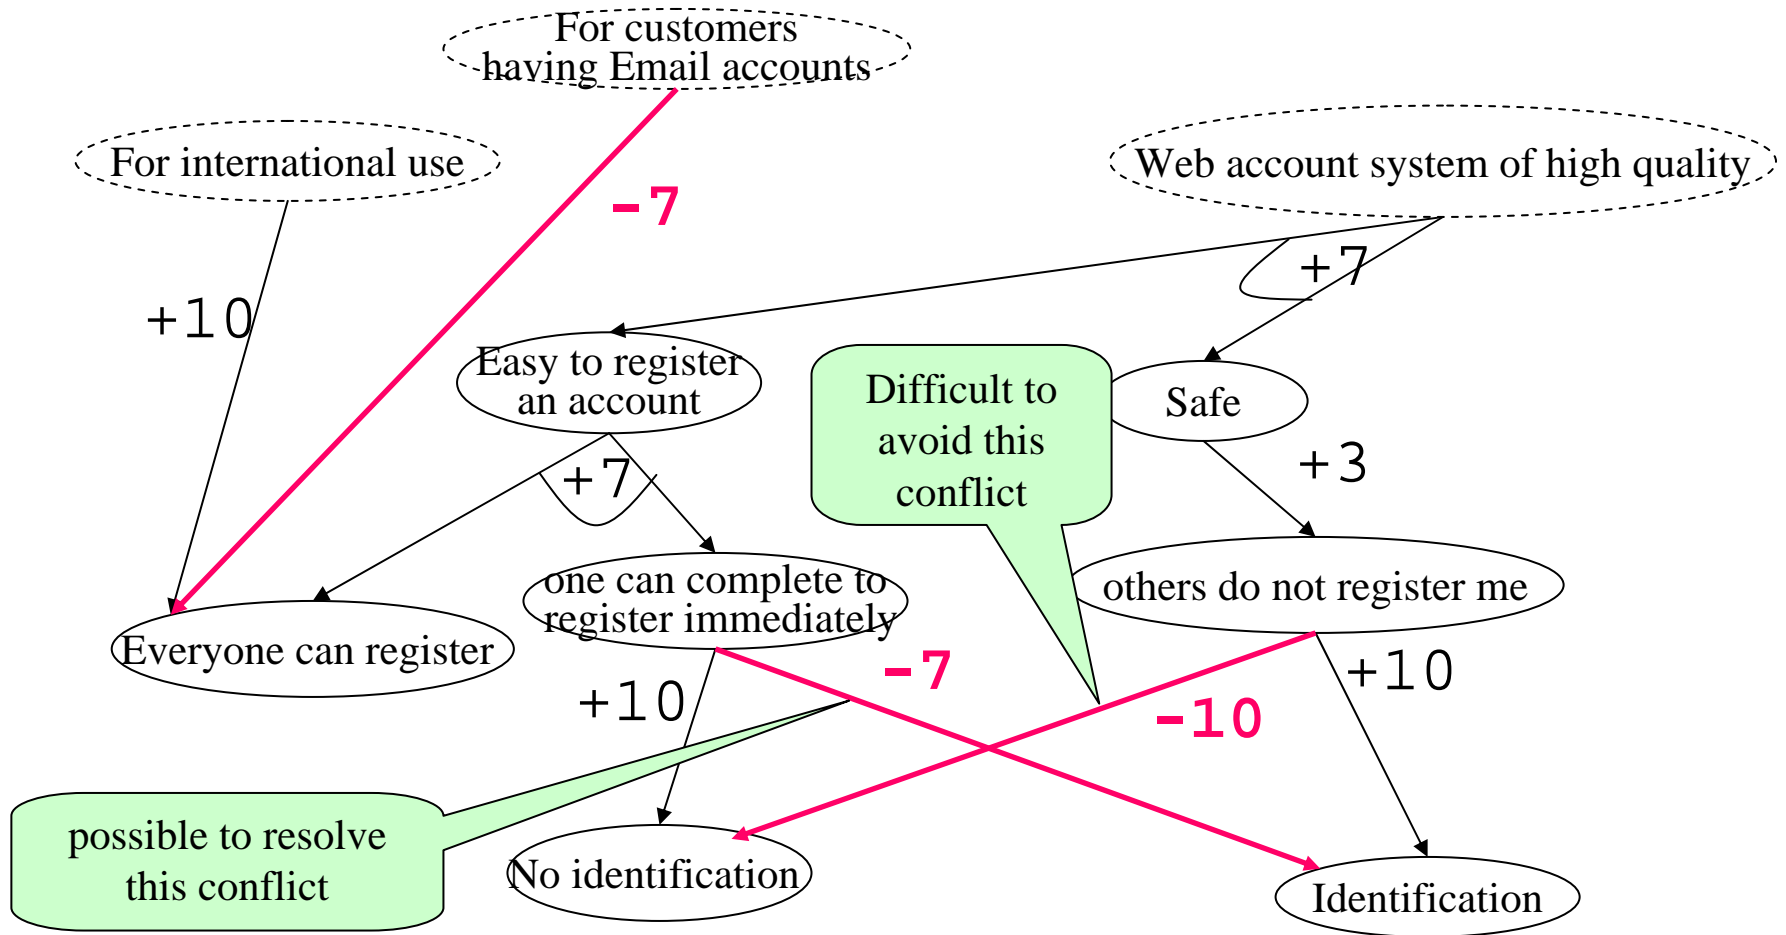 For customers
having Email accounts
For international use
Web account system of high quality
-7
+7
+10
Easy to register
an account
Difficult to
avoid this
conflict
Safe
+7
+3
one can complete to
register immediately
others do not register me
Everyone can register
-7
+10
+10
-10
possible to resolve
this conflict
No identification
Identification